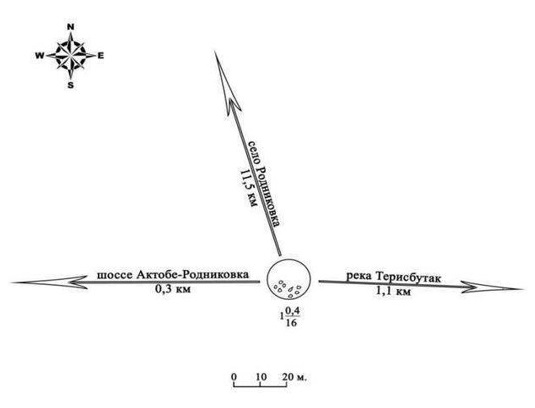 N
W E
S
село Родниковка
11,5 км
шоссе Актобе-Родниковка
0,3 км
река Терисбутак
1,1 км
1 0,4
16
0 10 20 м.